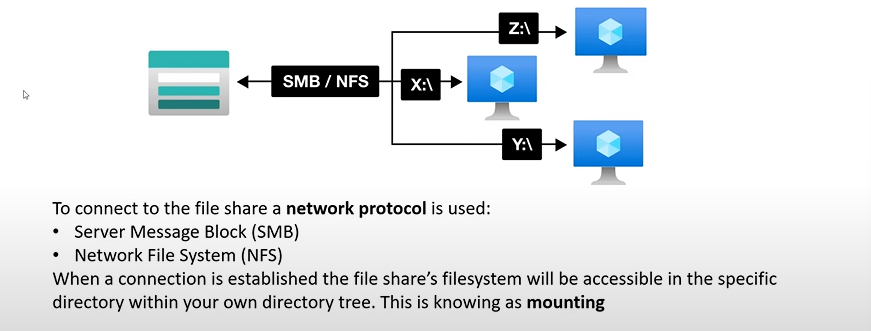 Z:\
SMB / NFS
X:\
Y:\
To connect to the file share a network protocol is used:
• Server Message Block (SMB)
• Network File System (NFS)
When a connection is established the file share's filesystem will be accessible in the specific
directory within your own directory tree. This is knowing as mounting